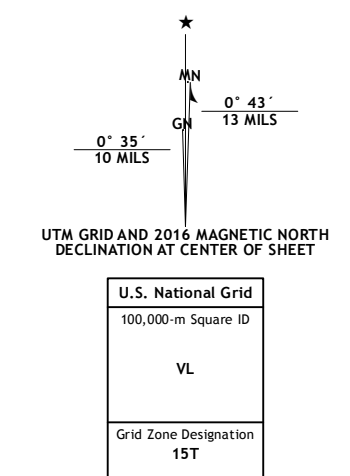 ★
MN
0° 43´
13 MILS
GN
0° 35´
10 MILS
UTM GRID AND 2016 MAGNETIC NORTH
DECLINATION AT CENTER OF SHEET
U.S. National Grid
100,000-m Square ID
VL
Grid Zone Designation
15T